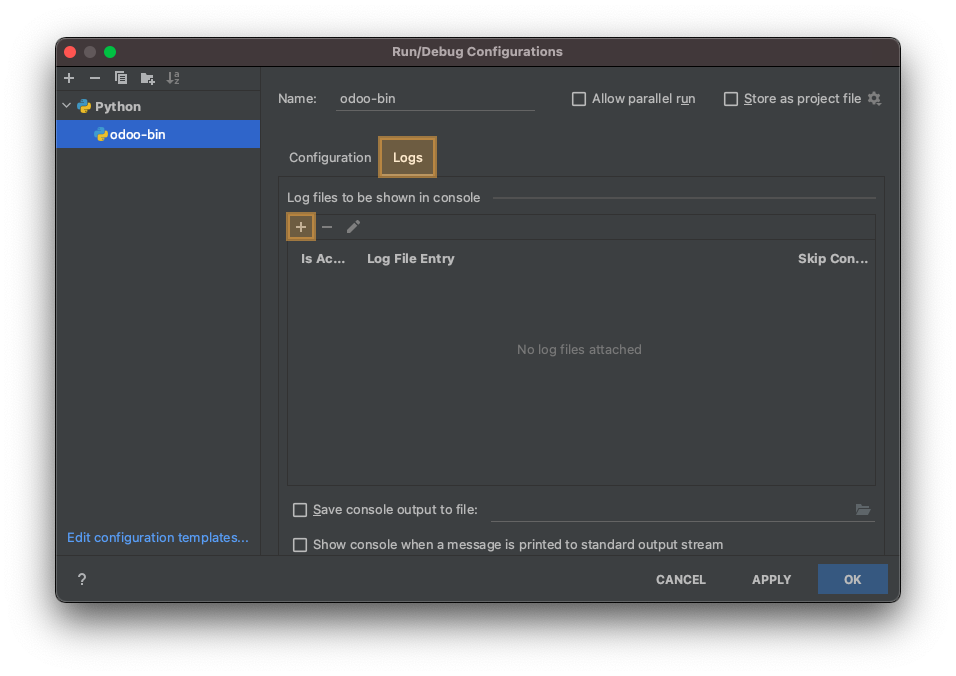 Run/Debug Configurations
Python
odoo-bin
Edit configuration templates...
Name: odoo-bin
Allow parallel run
Store as project file
Configuration
Logs
Log files to be shown in console
Is Ac... Log File Entry Skip Con...
No log files attached
Save console output to file:
Show console when a message is printed to standard output stream
?
CANCEL
APPLY
OK